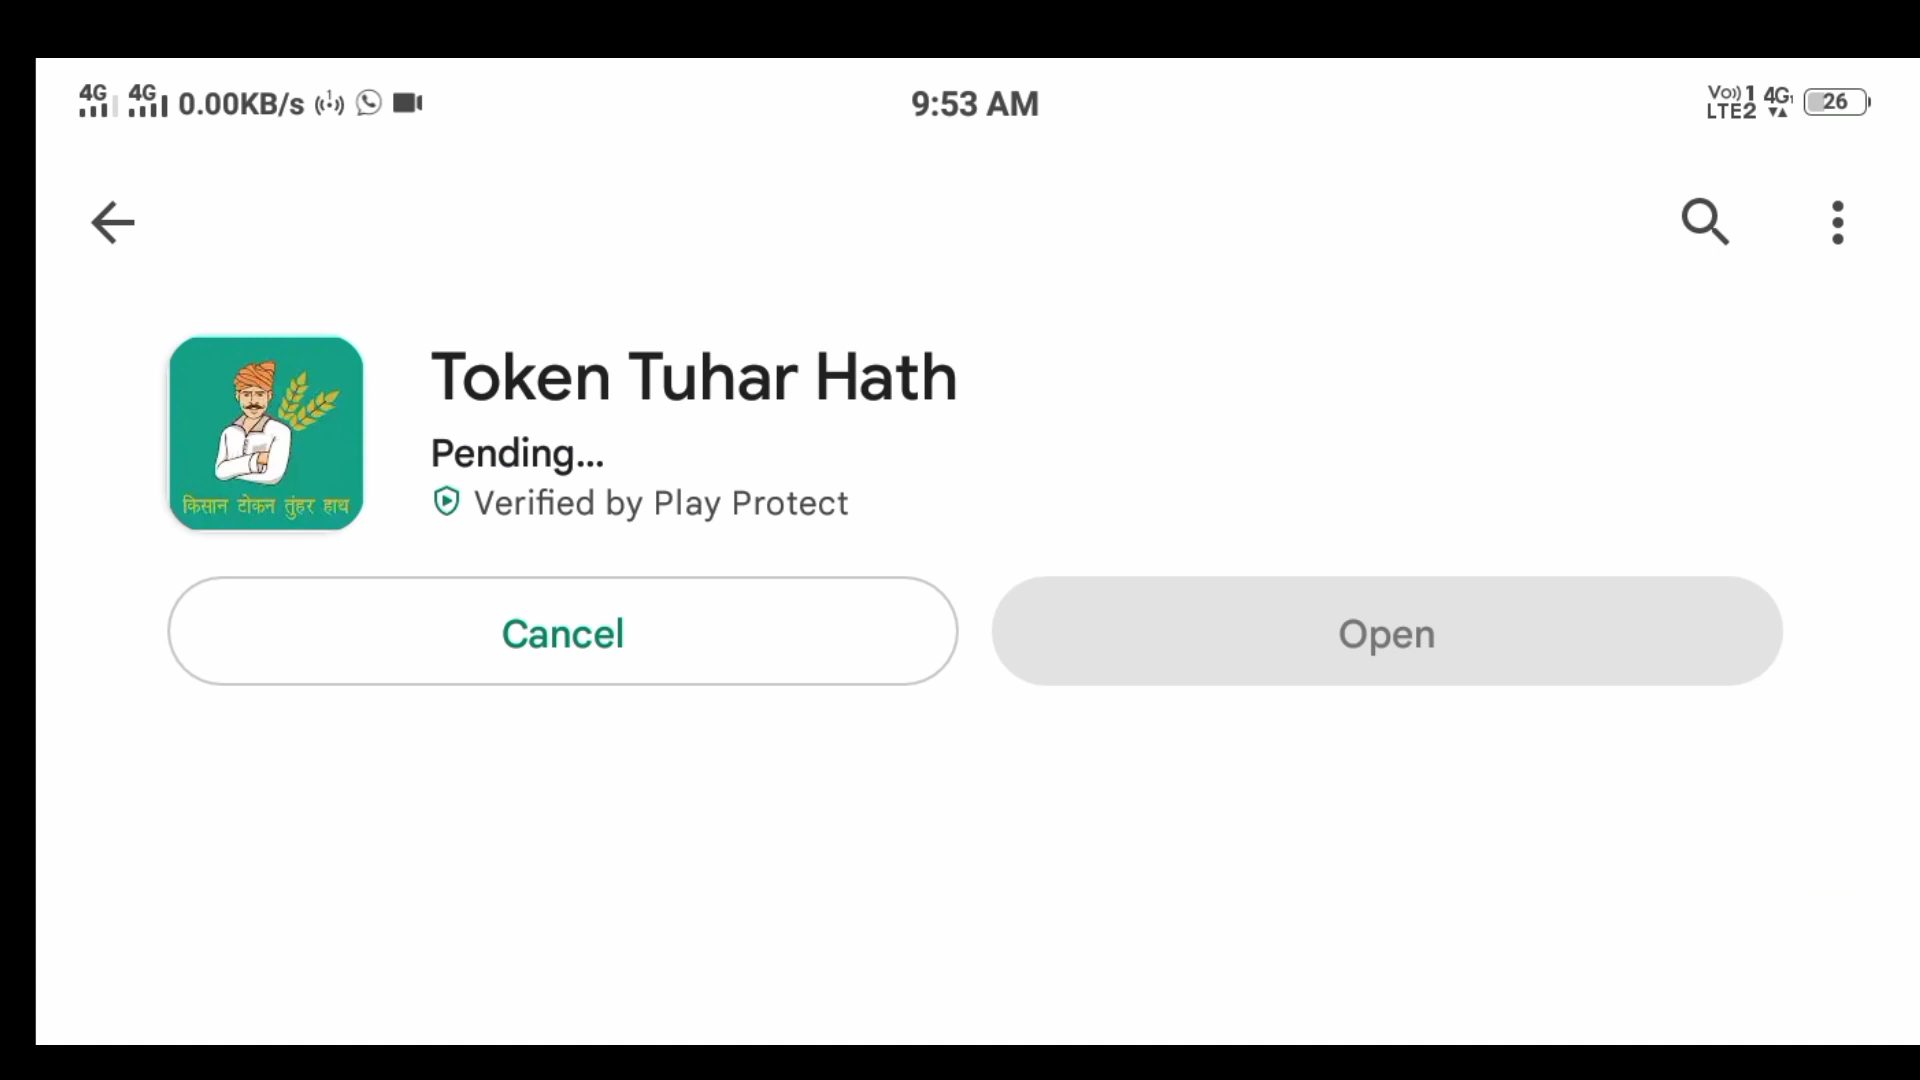 4G 4G 0.00KB/s 9:53 AM Vo)) 1 4G 26
LTE2
Token Tuhar Hath
Pending...
किसान टोकन तुंहर हाथ
Verified by Play Protect
Cancel Open